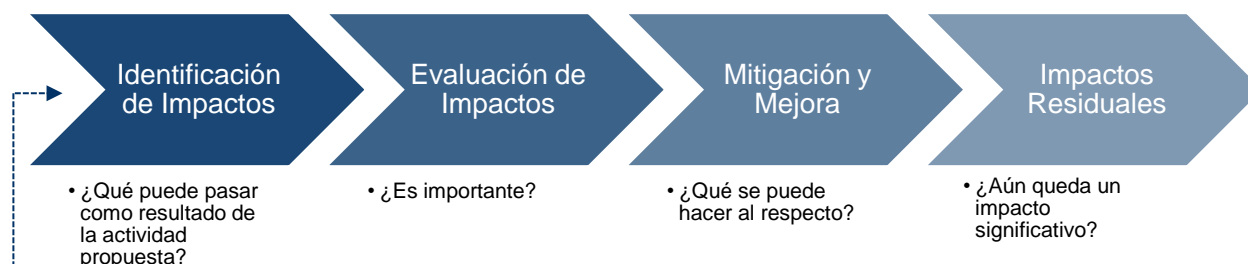 Identificación
de Impactos
Evaluación de
Impactos
Mitigación y
Mejora
Impactos
Residuales
• ¿Qué puede pasar
como resultado de
la actividad
propuesta?
• ¿Es importante?
• ¿Qué se puede
hacer al respecto?
• ¿Aún queda un
impacto
significativo?